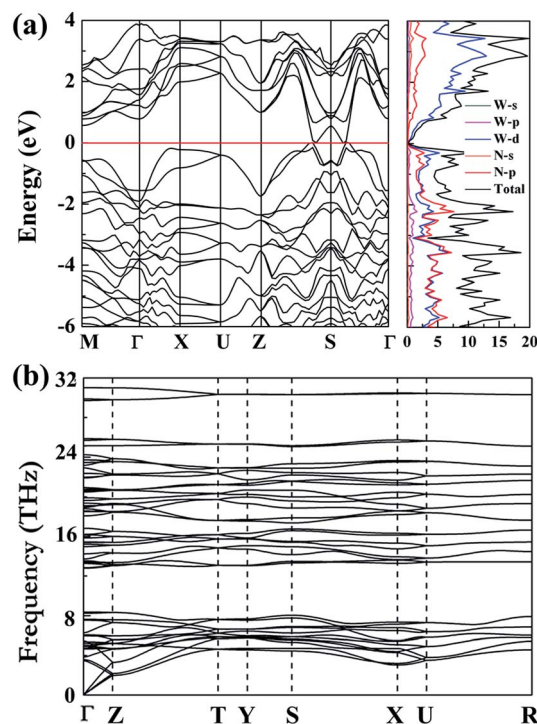 (a)
4
2
0
-2
-4
-6
Energy (eV)
M Γ X U Z S Γ
W-s
W-p
W-d
N-s
N-p
Total
0 5 10 15 20
(b)
32
24
16
8
0
Frequency (THz)
Γ Z T Y S X U R